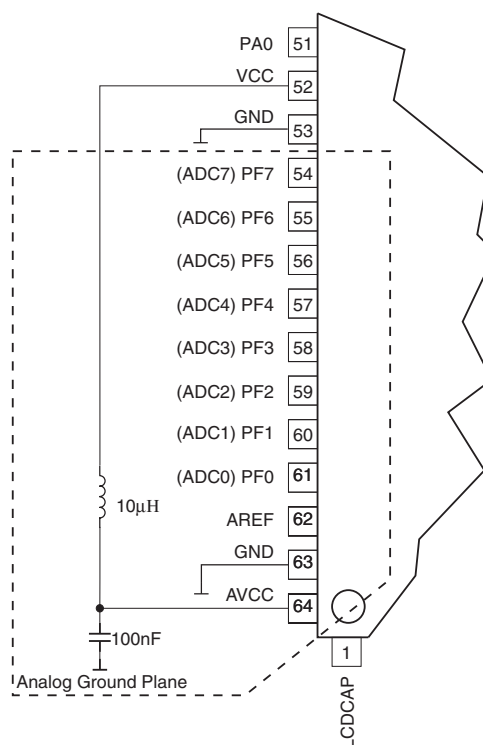 PA0 51
VCC 52
GND 53
(ADC7) PF7 54
(ADC6) PF6 55
(ADC5) PF5 56
(ADC4) PF4 57
(ADC3) PF3 58
(ADC2) PF2 59
(ADC1) PF1 60
(ADC0) PF0 61
10μH
AREF 62
GND 63
AVCC 64
100nF
1
Analog Ground Plane
LCDCAP